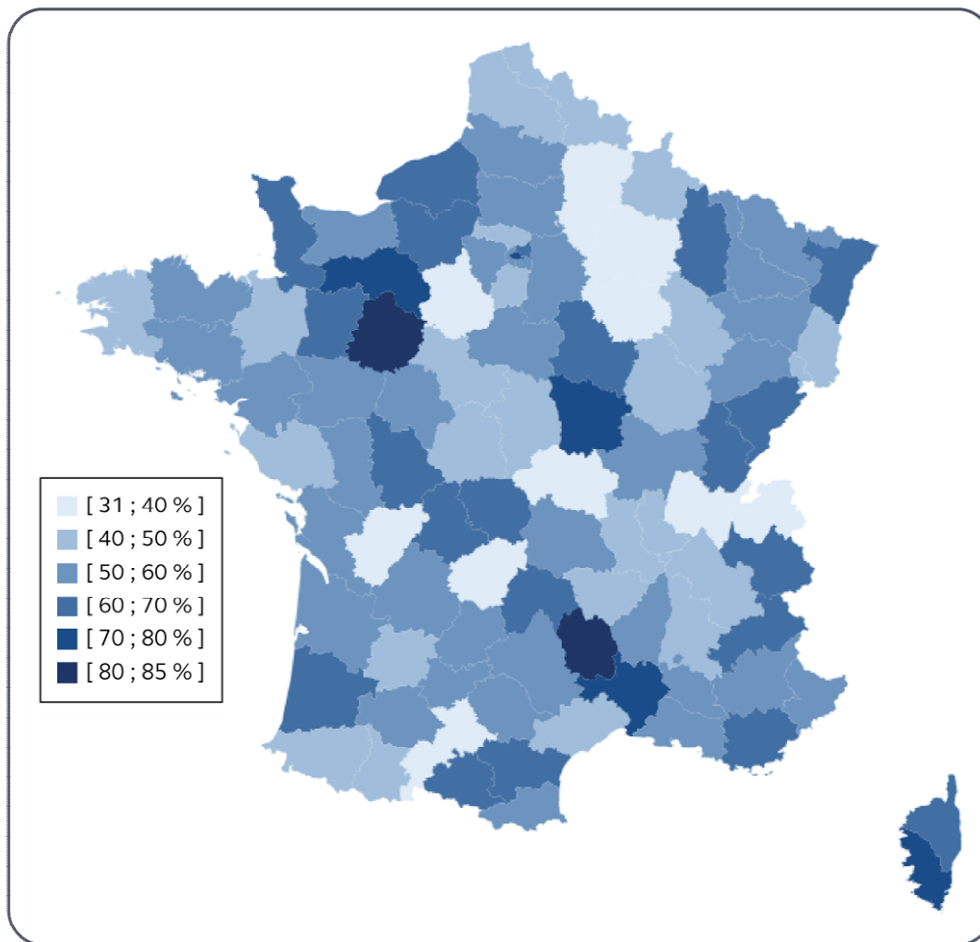 [ 31 ; 40 % ]
[ 40 ; 50 % ]
[ 50 ; 60 % ]
[ 60 ; 70 % ]
[ 70 ; 80 % ]
[ 80 ; 85 % ]